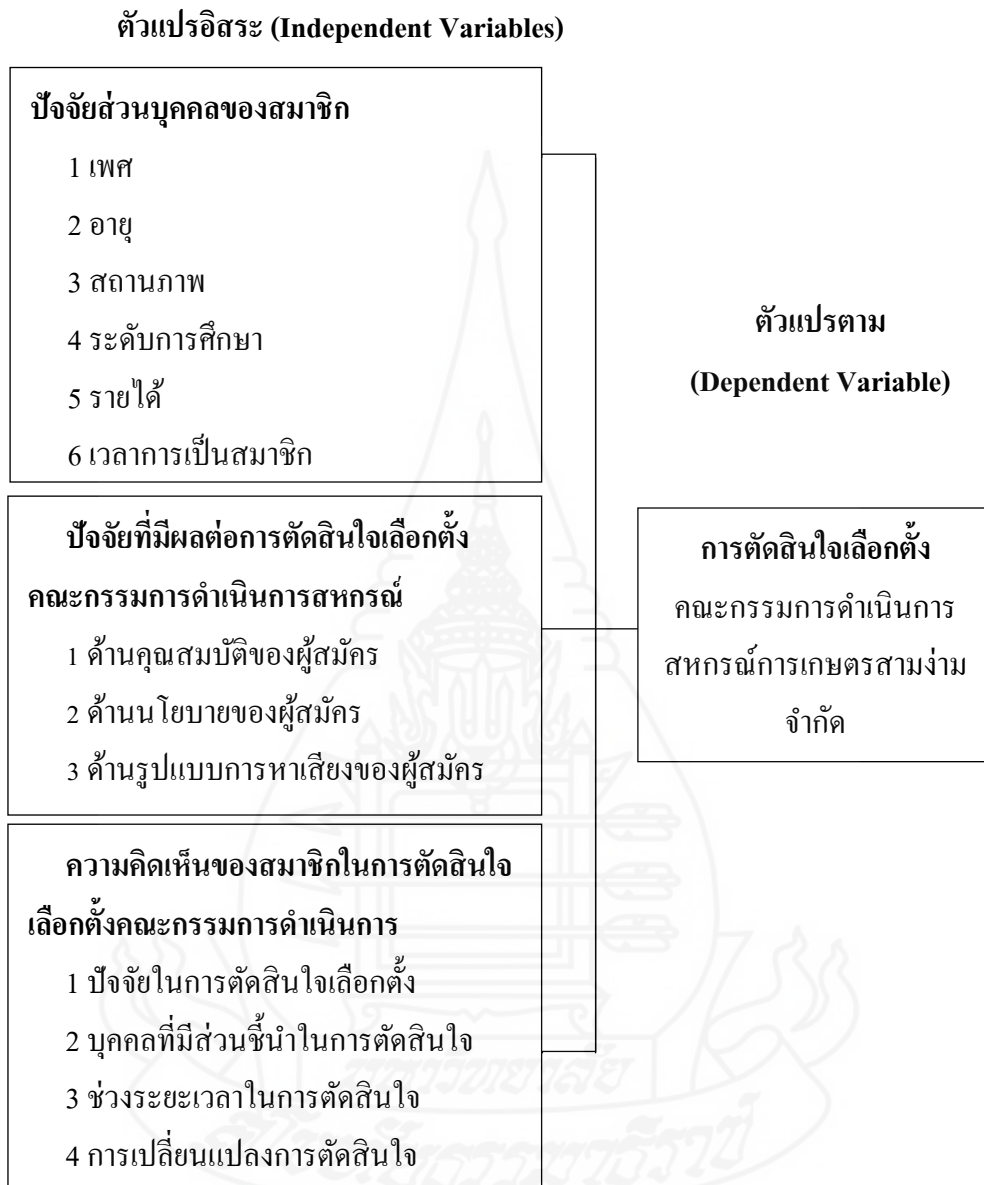 ตัวแปรอิสระ (Independent Variables)
ปัจจัยส่วนบุคคลของสมาชิก
1 เพศ
2 อายุ
3 สถานภาพ
4 ระดับการศึกษา
5 รายได้
6 เวลาการเป็นสมาชิก
ปัจจัยที่มีผลต่อการตัดสินใจเลือกตั้ง
คณะกรรมการดำเนินการสหกรณ์
1 ด้านคุณสมบัติของผู้สมัคร
2 ด้านนโยบายของผู้สมัคร
3 ด้านรูปแบบการหาเสียงของผู้สมัคร
ความคิดเห็นของสมาชิกในการตัดสินใจ
เลือกตั้งคณะกรรมการดำเนินการ
1 ปัจจัยในการตัดสินใจเลือกตั้ง
2 บุคคลที่มีส่วนชี้นำในการตัดสินใจ
3 ช่วงระยะเวลาในการตัดสินใจ
4 การเปลี่ยนแปลงการตัดสินใจ
ตัวแปรตาม
(Dependent Variable)
การตัดสินใจเลือกตั้ง
คณะกรรมการดำเนินการ
สหกรณ์การเกษตรสามง่าม
จำกัด